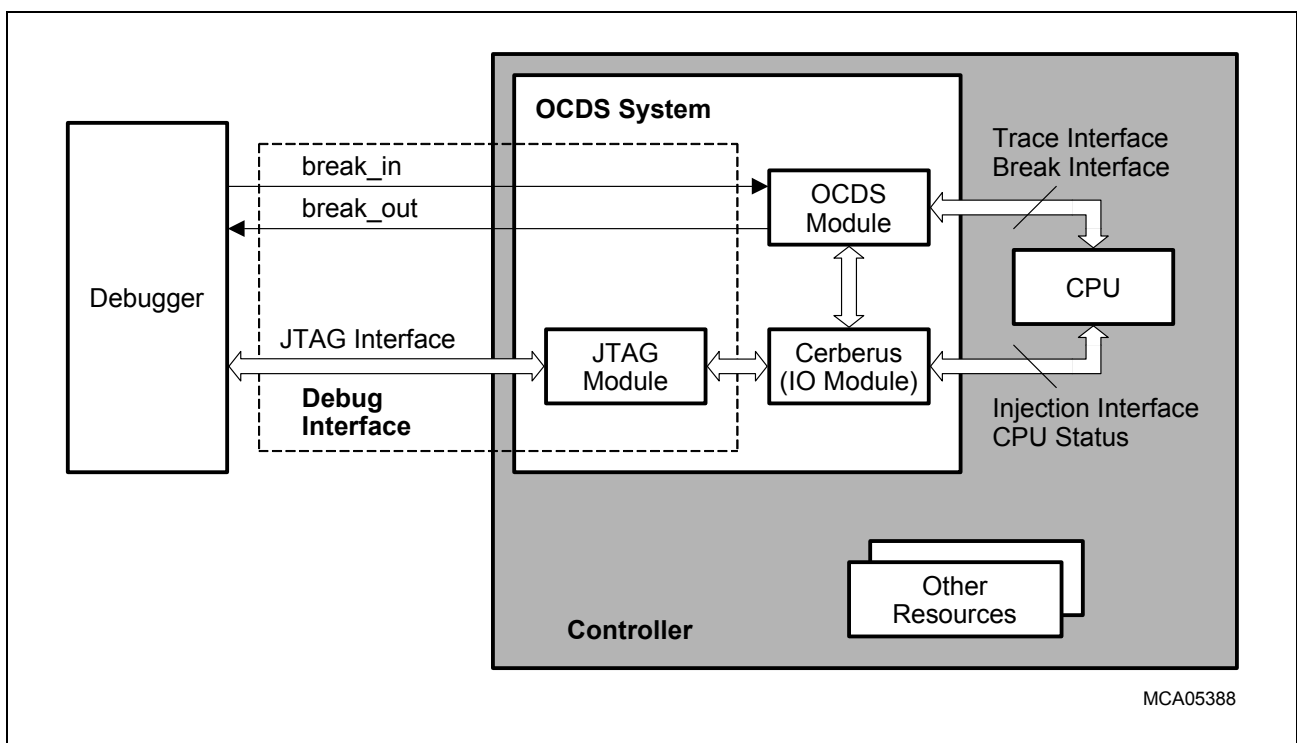 OCDS System
Trace Interface
Break Interface
break_in
break_out
OCDS
Module
CPU
Debugger
JTAG Interface
JTAG
Module
Cerberus
(IO Module)
Debug
Interface
Injection Interface
CPU Status
Other
Resources
Controller
MCA05388